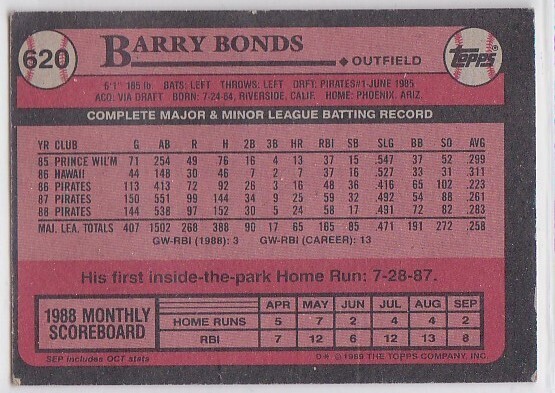 620
BARRY BONDS
◆ OUTFIELD
TOPPS
6'1" 185 lb. BATS: LEFT THROWS: LEFT DRFT: PIRATES #1-JUNE 1985
ACQ: VIA DRAFT BORN: 7-24-64, RIVERSIDE, CALIF. HOME: PHOENIX, ARIZ.
COMPLETE MAJOR & MINOR LEAGUE BATTING RECORD
YR CLUB G AB R H 2B 3B HR RBI SB SLG BB SO AVG
85 PRINCE WIL'M 71 254 49 76 16 4 13 37 15 .547 37 52 .299
86 HAWAII 44 148 30 46 7 2 7 37 16 .527 33 31 .311
86 PIRATES 113 413 72 92 26 3 16 48 36 .416 65 102 .223
87 PIRATES 150 551 99 144 34 9 25 59 32 .492 54 88 .261
88 PIRATES 144 538 97 152 30 5 24 58 17 .491 72 82 .283
MAJ. LEA. TOTALS 407 1502 268 388 90 17 65 165 85 .471 191 272 .258
GW-RBI (1988): 3 GW-RBI (CAREER): 13
His first inside-the-park Home Run: 7-28-87.
1988 MONTHLY SCOREBOARD
APR MAY JUN JUL AUG SEP
HOME RUNS 5 7 2 4 4 2
RBI 7 12 6 12 13 8
SEP includes OCT stats
D* © 1989 THE TOPPS COMPANY, INC.